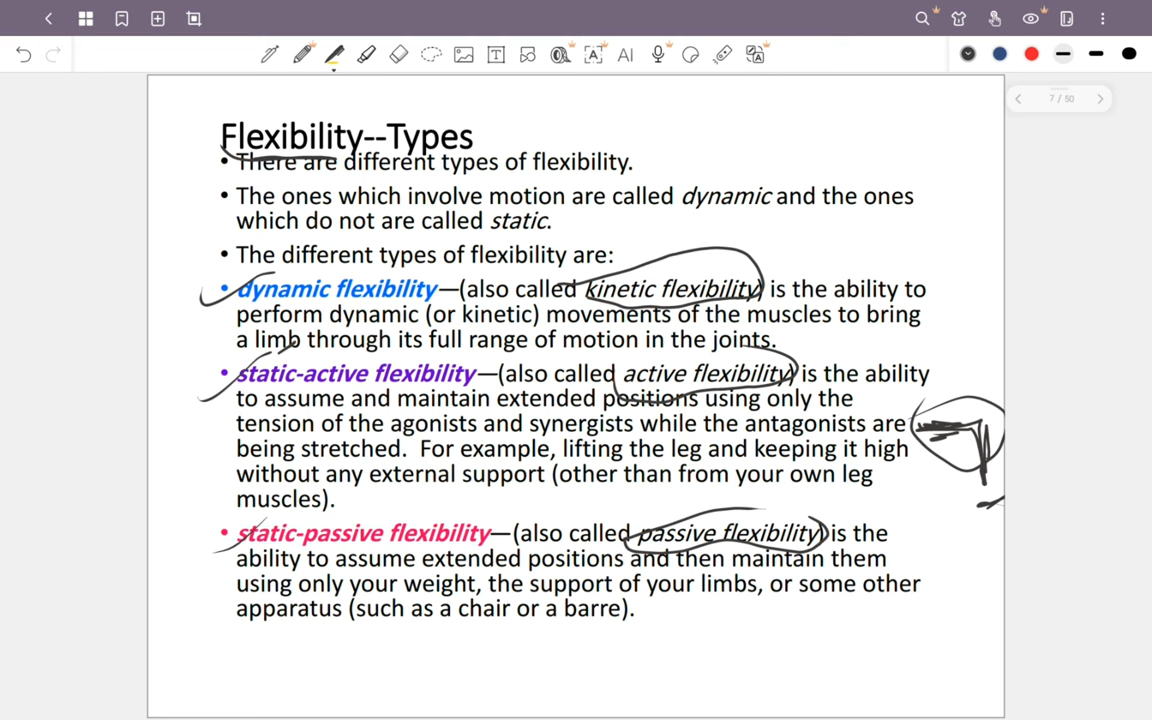 7 / 50
AI
Flexibility--Types
• There are different types of flexibility.
• The ones which involve motion are called dynamic and the ones
which do not are called static.
• The different types of flexibility are:
• dynamic flexibility—(also called kinetic flexibility) is the ability to
perform dynamic (or kinetic) movements of the muscles to bring
a limb through its full range of motion in the joints.
• static-active flexibility—(also called active flexibility) is the ability
to assume and maintain extended positions using only the
tension of the agonists and synergists while the antagonists are
being stretched. For example, lifting the leg and keeping it high
without any external support (other than from your own leg
muscles).
• static-passive flexibility—(also called passive flexibility) is the
ability to assume extended positions and then maintain them
using only your weight, the support of your limbs, or some other
apparatus (such as a chair or a barre).